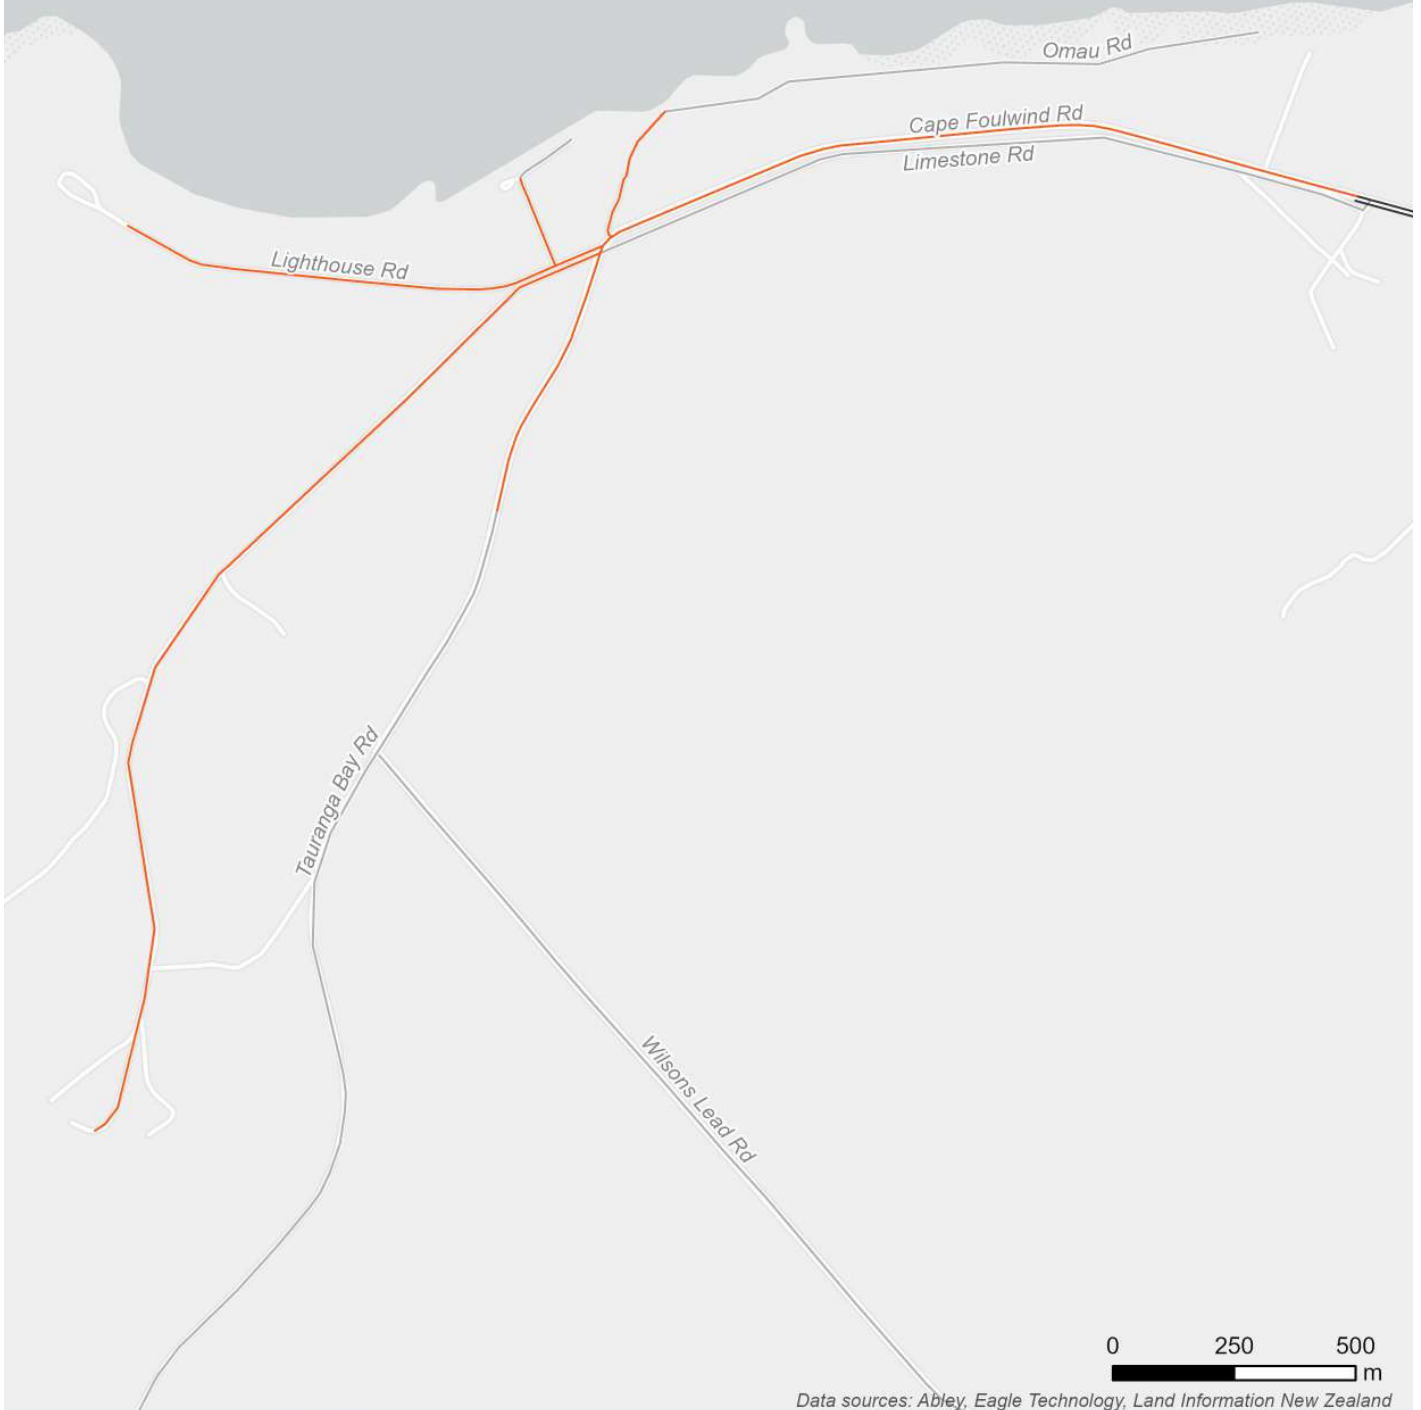 Omau Rd
Cape Foulwind Rd
Limestone Rd
Lighthouse Rd
Tauranga Bay Rd
Wilsons Lead Rd
0 250 500
m
Data sources: Abley, Eagle Technology, Land Information New Zealand